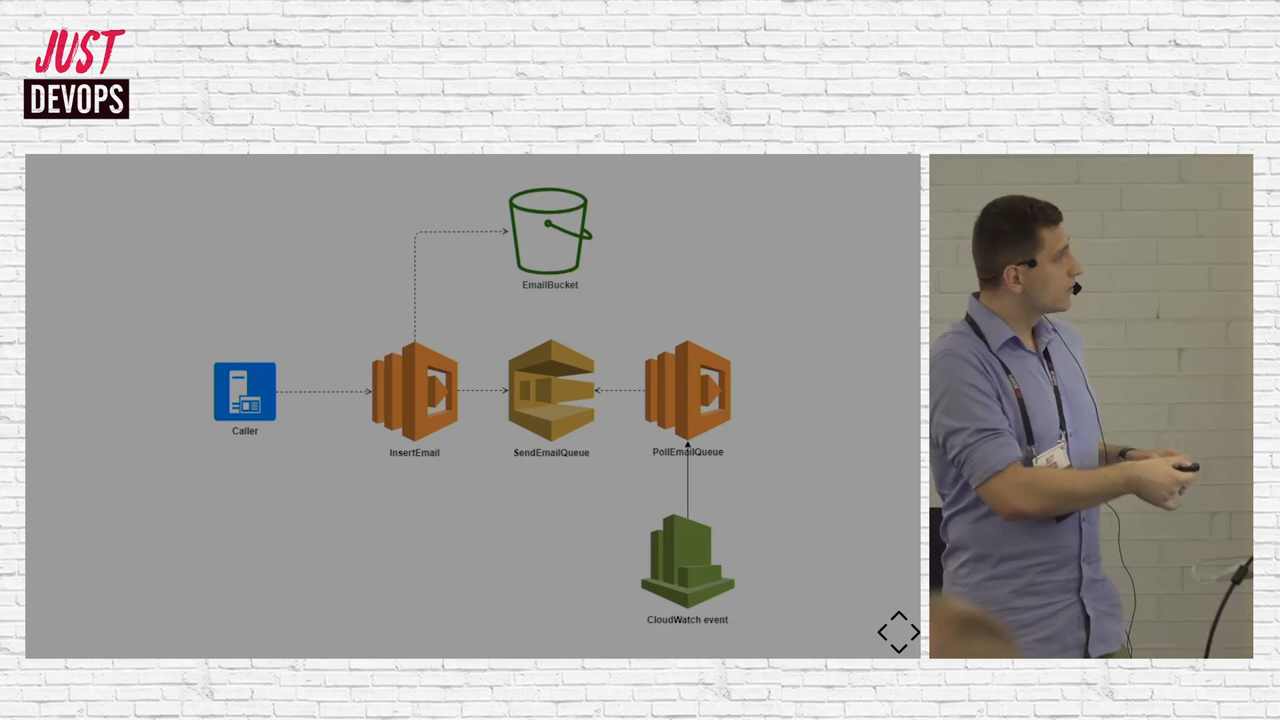 JUST
DEVOPS
EmailBucket
Caller
InsertEmail
SendEmailQueue
PollEmailQueue
CloudWatch event